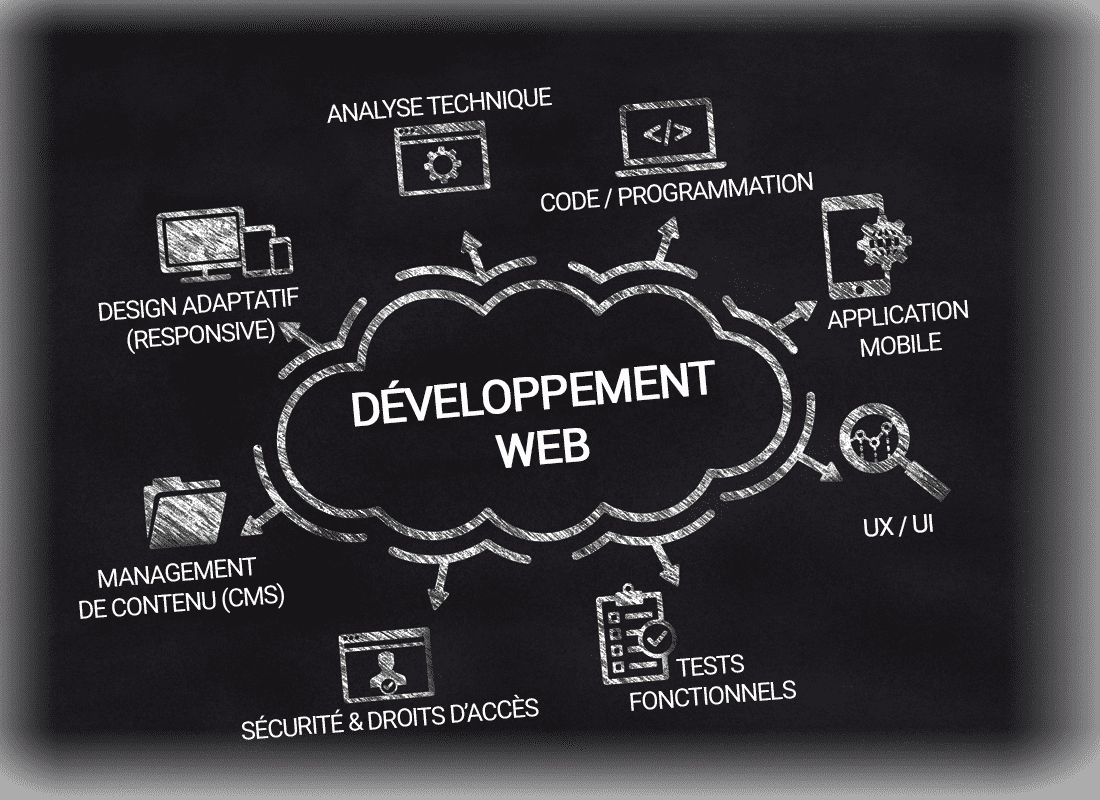 ANALYSE TECHNIQUE
</>
CODE / PROGRAMMATION
DESIGN ADAPTATIF
(RESPONSIVE)
APPLICATION
MOBILE
DÉVELOPPEMENT
WEB
UX / UI
MANAGEMENT
DE CONTENU (CMS)
TESTS
FONCTIONNELS
SÉCURITÉ & DROITS D'ACCÈS